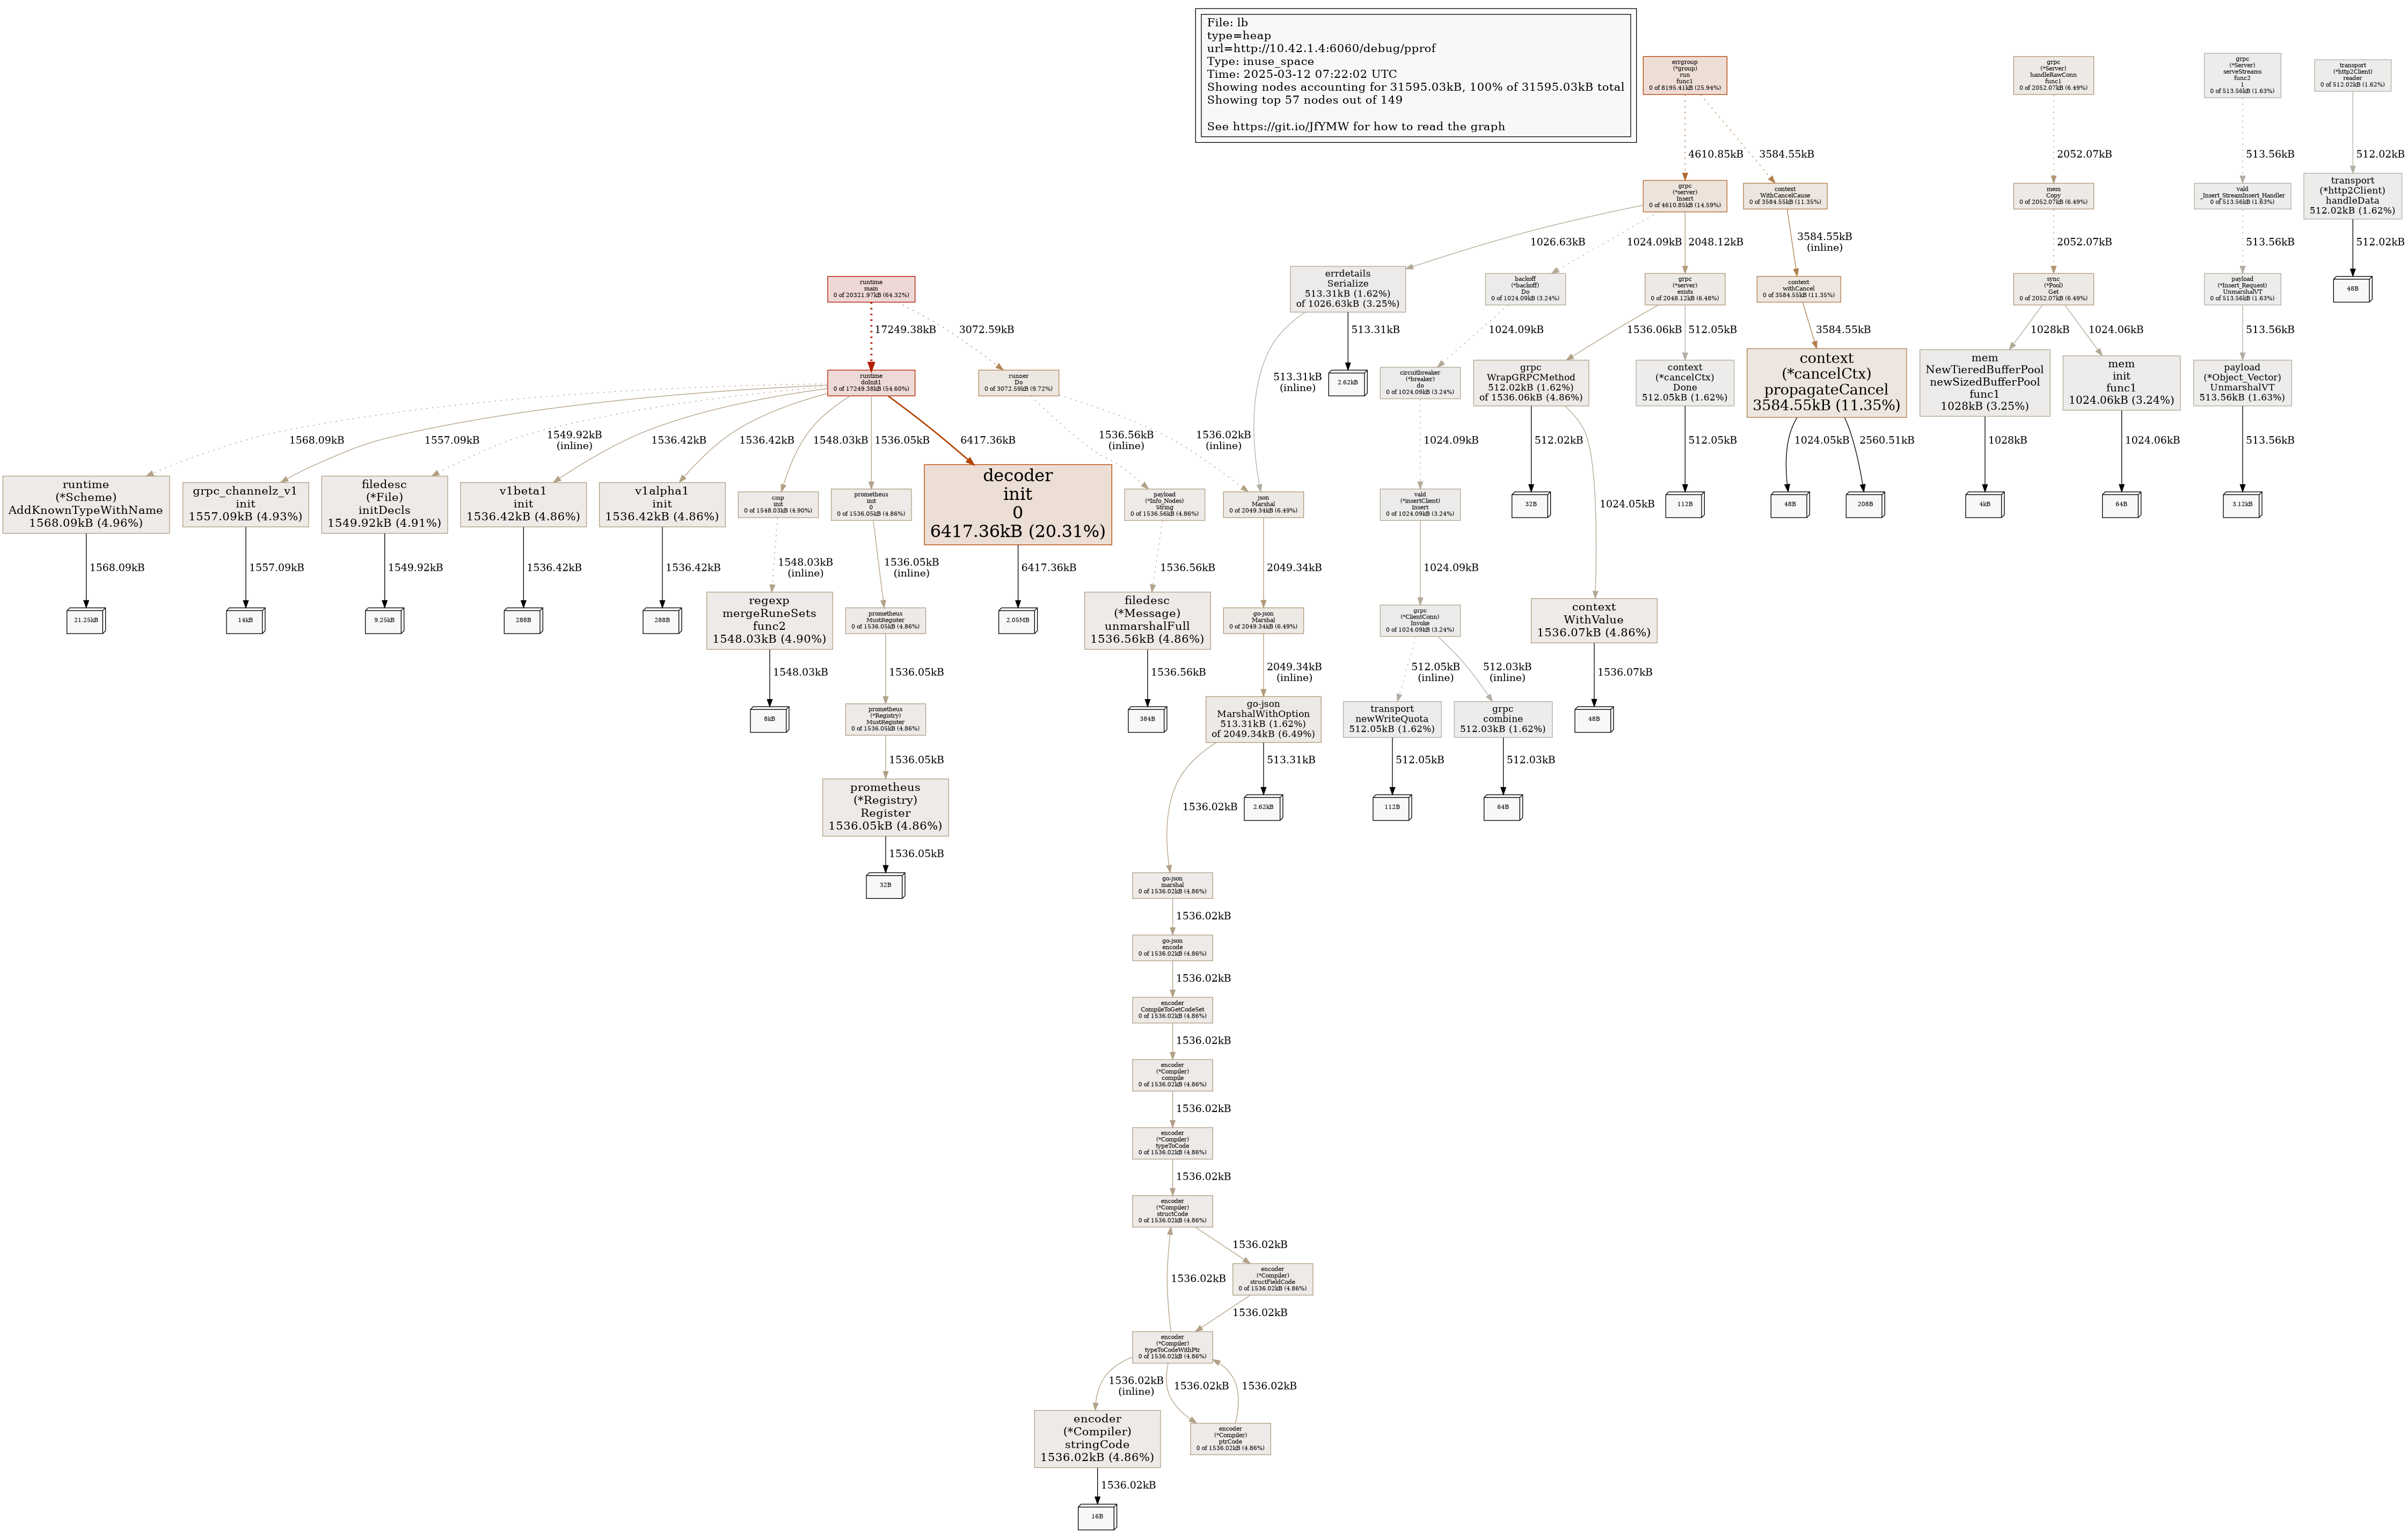 File: lb
type=heap
url=http://10.42.1.4:6060/debug/pprof
Type: inuse_space
Time: 2025-03-12 07:22:02 UTC
Showing nodes accounting for 31595.03kB, 100% of 31595.03kB total
Showing top 57 nodes out of 149
See https://git.io/JfYMW for how to read the graph
errgroup
(*group)
run
func1
0 of 8195.41kB (25.94%)
grpc
(*Server)
handleRawConn
func1
0 of 2052.07kB (6.49%)
grpc
(*Server)
serveStreams
func2
1
0 of 513.56kB (1.63%)
transport
(*http2Client)
reader
0 of 512.02kB (1.62%)
4610.85kB
3584.55kB
2052.07kB
513.56kB
512.02kB
grpc
(*server)
Insert
0 of 4610.85kB (14.59%)
context
WithCancelCause
0 of 3584.55kB (11.35%)
mem
Copy
0 of 2052.07kB (6.49%)
vald
_Insert_StreamInsert_Handler
0 of 513.56kB (1.63%)
transport
(*http2Client)
handleData
512.02kB (1.62%)
1026.63kB
1024.09kB
2048.12kB
3584.55kB
(inline)
2052.07kB
513.56kB
512.02kB
runtime
main
0 of 20321.97kB (64.32%)
errdetails
Serialize
513.31kB (1.62%)
of 1026.63kB (3.25%)
backoff
(*backoff)
Do
0 of 1024.09kB (3.24%)
grpc
(*server)
exists
0 of 2048.12kB (6.48%)
context
withCancel
0 of 3584.55kB (11.35%)
sync
(*Pool)
Get
0 of 2052.07kB (6.49%)
payload
(*Insert_Request)
UnmarshalVT
0 of 513.56kB (1.63%)
48B
17249.38kB
3072.59kB
513.31kB
1024.09kB
1536.06kB
512.05kB
3584.55kB
1028kB
1024.06kB
513.56kB
runtime
doInit1
0 of 17249.38kB (54.60%)
runner
Do
0 of 3072.59kB (9.72%)
513.31kB
(inline)
2.62kB
circuitbreaker
(*breaker)
do
0 of 1024.09kB (3.24%)
grpc
WrapGRPCMethod
512.02kB (1.62%)
of 1536.06kB (4.86%)
context
(*cancelCtx)
Done
512.05kB (1.62%)
context
(*cancelCtx)
propagateCancel
3584.55kB (11.35%)
mem
NewTieredBufferPool
newSizedBufferPool
func1
1028kB (3.25%)
mem
init
func1
1024.06kB (3.24%)
payload
(*Object_Vector)
UnmarshalVT
513.56kB (1.63%)
1568.09kB
1557.09kB
1549.92kB
(inline)
1536.42kB
1536.42kB
1548.03kB
1536.05kB
6417.36kB
1536.56kB
(inline)
1536.02kB
(inline)
1024.09kB
512.02kB
512.05kB
1024.05kB
2560.51kB
1028kB
1024.06kB
513.56kB
runtime
(*Scheme)
AddKnownTypeWithName
1568.09kB (4.96%)
grpc_channelz_v1
init
1557.09kB (4.93%)
filedesc
(*File)
initDecls
1549.92kB (4.91%)
v1beta1
init
1536.42kB (4.86%)
v1alpha1
init
1536.42kB (4.86%)
cmp
init
0 of 1548.03kB (4.90%)
prometheus
init
0
0 of 1536.05kB (4.86%)
decoder
init
0
6417.36kB (20.31%)
payload
(*Info_Nodes)
String
0 of 1536.56kB (4.86%)
json
Marshal
0 of 2049.34kB (6.49%)
vald
(*insertClient)
Insert
0 of 1024.09kB (3.24%)
32B
1024.05kB
112B
48B
208B
4kB
64B
3.12kB
1568.09kB
1557.09kB
1549.92kB
1536.42kB
1536.42kB
1548.03kB
(inline)
1536.05kB
(inline)
6417.36kB
1536.56kB
2049.34kB
1024.09kB
21.25kB
14kB
9.25kB
288B
288B
regexp
mergeRuneSets
func2
1548.03kB (4.90%)
prometheus
MustRegister
0 of 1536.05kB (4.86%)
2.05MB
filedesc
(*Message)
unmarshalFull
1536.56kB (4.86%)
go-json
Marshal
0 of 2049.34kB (6.49%)
grpc
(*ClientConn)
Invoke
0 of 1024.09kB (3.24%)
context
WithValue
1536.07kB (4.86%)
1548.03kB
1536.05kB
1536.56kB
2049.34kB
(inline)
512.05kB
(inline)
512.03kB
(inline)
1536.07kB
8kB
prometheus
(*Registry)
MustRegister
0 of 1536.05kB (4.86%)
384B
go-json
MarshalWithOption
513.31kB (1.62%)
of 2049.34kB (6.49%)
transport
newWriteQuota
512.05kB (1.62%)
grpc
combine
512.03kB (1.62%)
48B
1536.05kB
513.31kB
512.05kB
512.03kB
prometheus
(*Registry)
Register
1536.05kB (4.86%)
1536.02kB
2.62kB
112B
64B
1536.05kB
32B
go-json
marshal
0 of 1536.02kB (4.86%)
1536.02kB
go-json
encode
0 of 1536.02kB (4.86%)
1536.02kB
encoder
CompileToGetCodeSet
0 of 1536.02kB (4.86%)
1536.02kB
encoder
(*Compiler)
compile
0 of 1536.02kB (4.86%)
1536.02kB
encoder
(*Compiler)
typeToCode
0 of 1536.02kB (4.86%)
1536.02kB
encoder
(*Compiler)
structCode
0 of 1536.02kB (4.86%)
1536.02kB
1536.02kB
encoder
(*Compiler)
structFieldCode
0 of 1536.02kB (4.86%)
1536.02kB
encoder
(*Compiler)
typeToCodeWithPtr
0 of 1536.02kB (4.86%)
1536.02kB
(inline)
1536.02kB
1536.02kB
encoder
(*Compiler)
stringCode
1536.02kB (4.86%)
encoder
(*Compiler)
ptrCode
0 of 1536.02kB (4.86%)
1536.02kB
16B